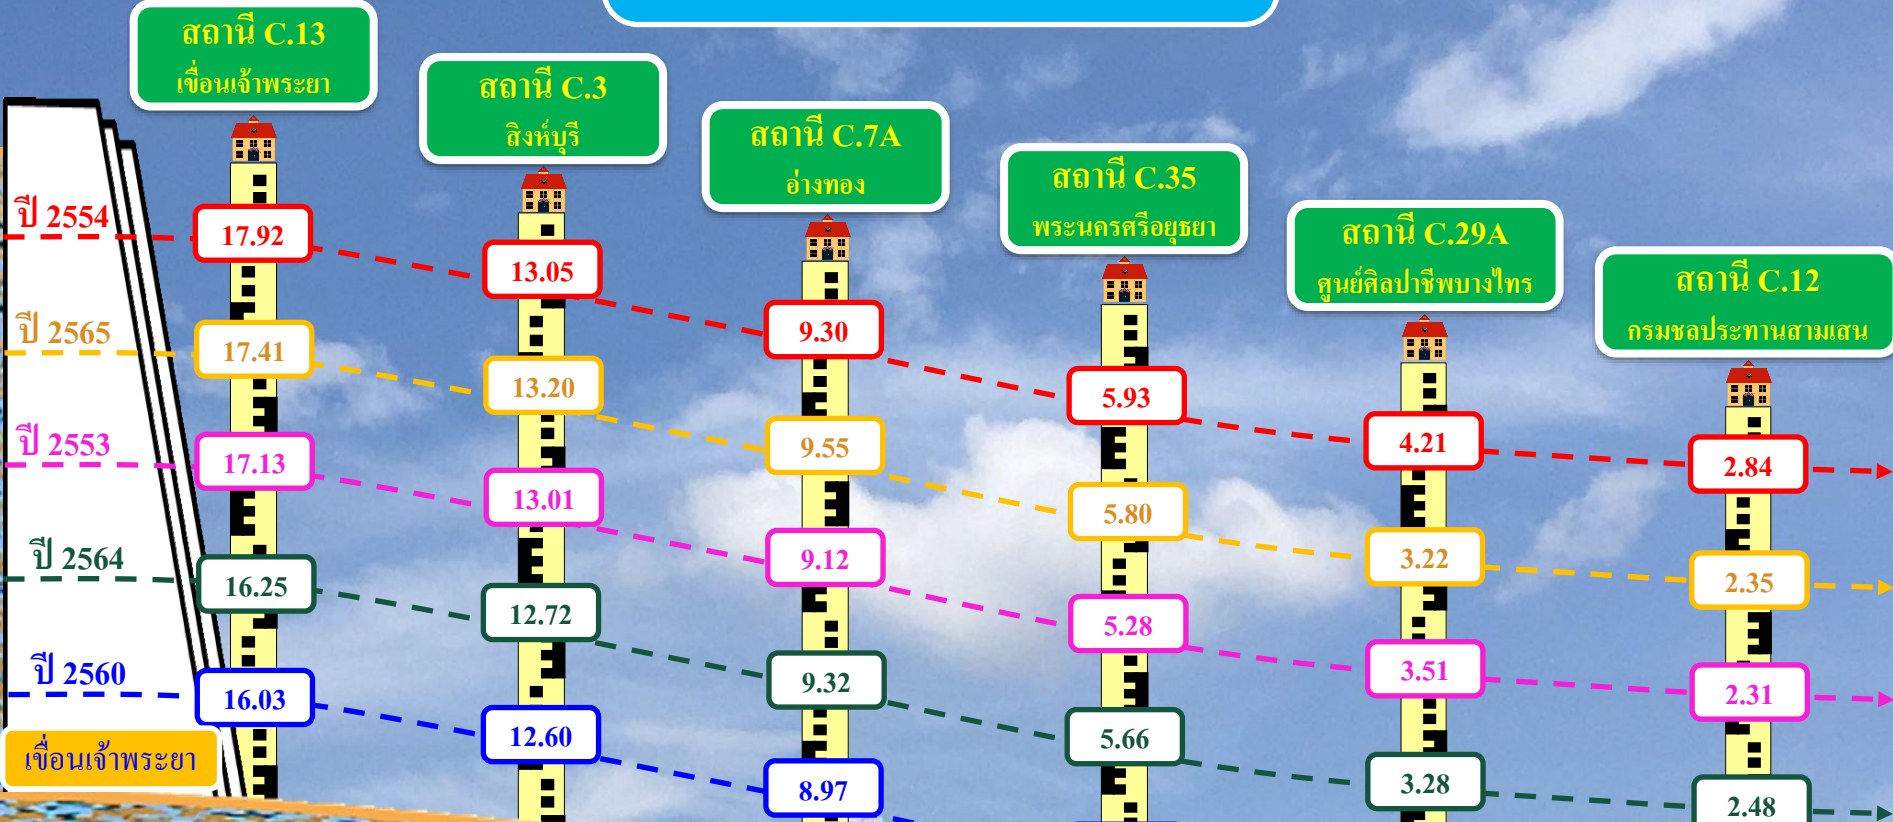 สถานี C.13
เขื่อนเจ้าพระยา
สถานี C.3
สิงห์บุรี
สถานี C.7A
อ่างทอง
สถานี C.35
พระนครศรีอยุธยา
สถานี C.29A
ศูนย์ศิลปาชีพบางไทร
สถานี C.12
กรมชลประทานสามเสน
ปี 2554
17.92
13.05
9.30
5.93
4.21
2.84
ปี 2565
17.41
13.20
9.55
5.80
3.22
2.35
ปี 2553
17.13
13.01
9.12
5.28
3.51
2.31
ปี 2564
16.25
12.72
9.32
5.66
3.28
2.48
ปี 2560
16.03
12.60
8.97
เขื่อนเจ้าพระยา